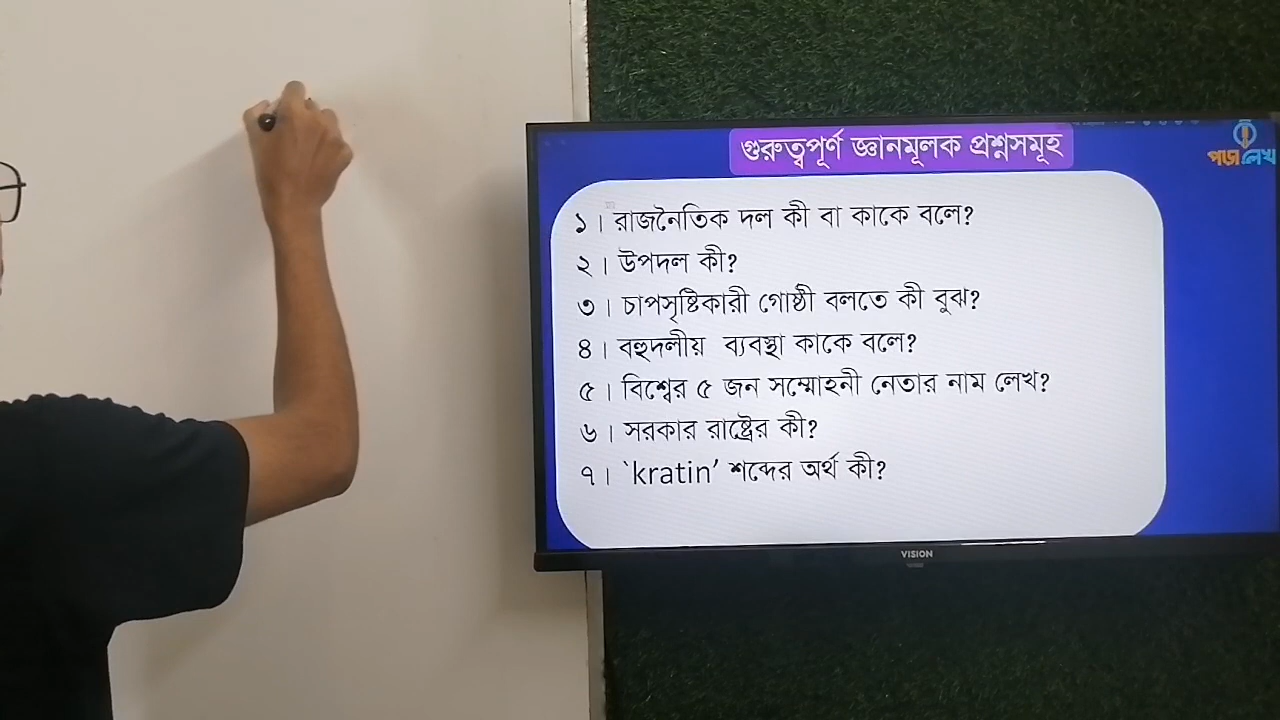 গুরুত্বপূর্ণ জ্ঞানমূলক প্রশ্নসমূহ
পড়া লেখ
১। রাজনৈতিক দল কী বা কাকে বলে?
২। উপদল কী?
৩। চাপসৃষ্টিকারী গোষ্ঠী বলতে কী বুঝ?
৪। বহুদলীয় ব্যবস্থা কাকে বলে?
৫। বিশ্বের ৫ জন সম্মোহনী নেতার নাম লেখ?
৬। সরকার রাষ্ট্রের কী?
৭। `kratin’ শব্দের অর্থ কী?
VISION